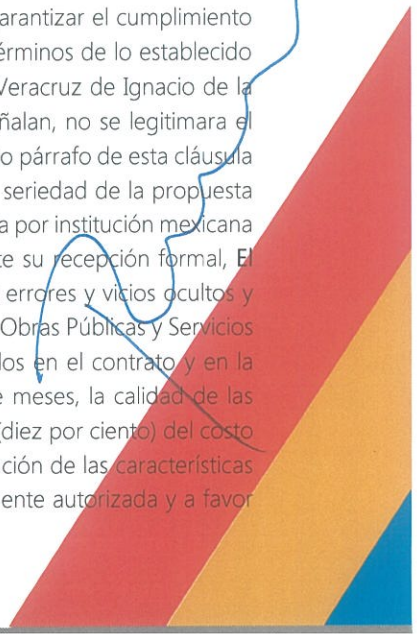 arantizar el cumplimiento
érminos de lo establecido
Veracruz de Ignacio de la
ñalan, no se legitimara el
o párrafo de esta cláusula
seriedad de la propuesta
a por institución mexicana
te su recepción formal, El
errores y vicios ocultos y
Obras Públicas y Servicios
los en el contrato y en la
e meses, la calidad de las
(diez por ciento) del costo
ción de las características
ente autorizada y a favor